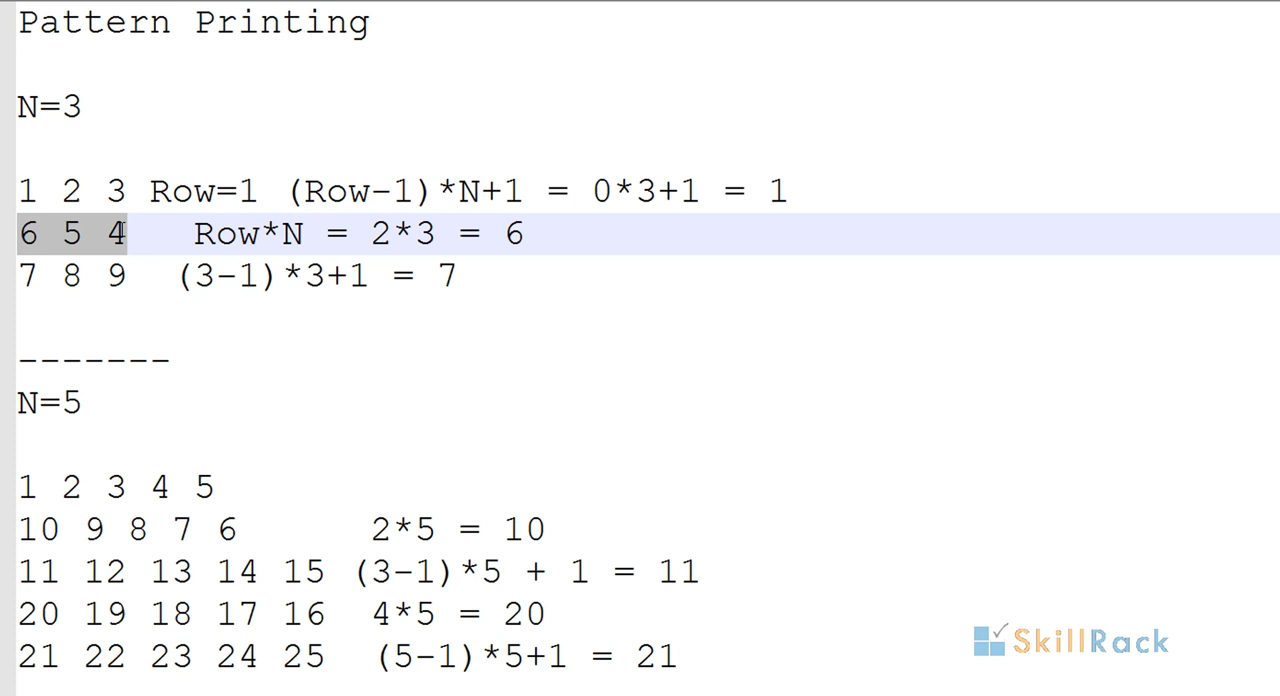 Pattern Printing
N=3
1 2 3 Row=1 (Row-1)*N+1 = 0*3+1 = 1
6 5 4 Row*N = 2*3 = 6
7 8 9 (3-1)*3+1 = 7
-------
N=5
1 2 3 4 5
10 9 8 7 6 2*5 = 10
11 12 13 14 15 (3-1)*5 + 1 = 11
20 19 18 17 16 4*5 = 20
21 22 23 24 25 (5-1)*5+1 = 21
SkillRack